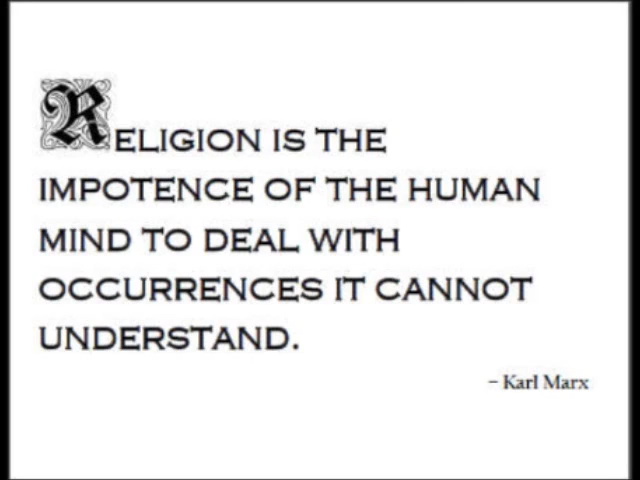 RELIGION IS THE
IMPOTENCE OF THE HUMAN
MIND TO DEAL WITH
OCCURRENCES IT CANNOT
UNDERSTAND.
– Karl Marx